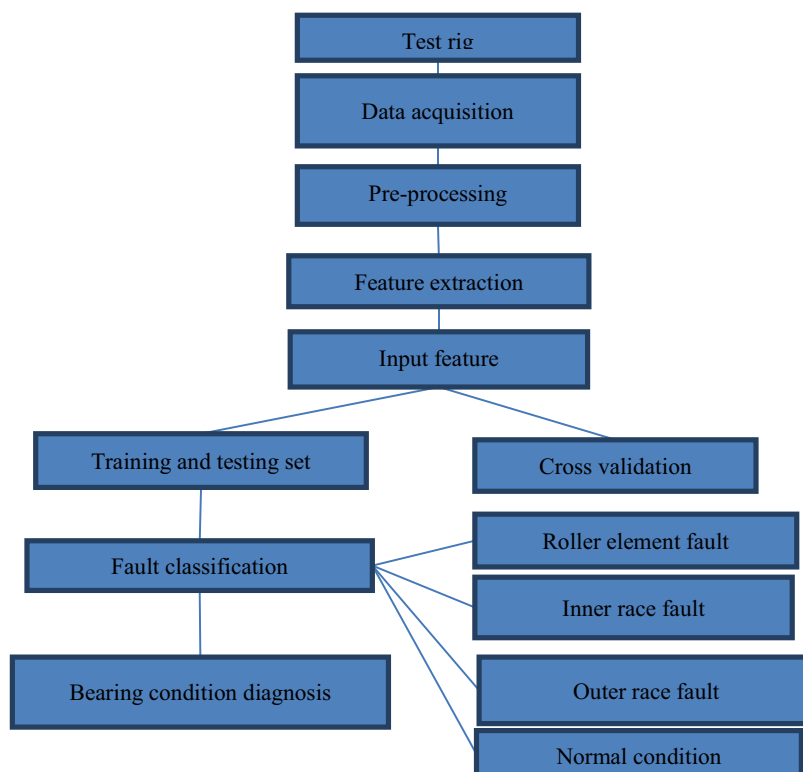 Test rig
Data acquisition
Pre-processing
Feature extraction
Input feature
Training and testing set
Cross validation
Fault classification
Roller element fault
Inner race fault
Bearing condition diagnosis
Outer race fault
Normal condition